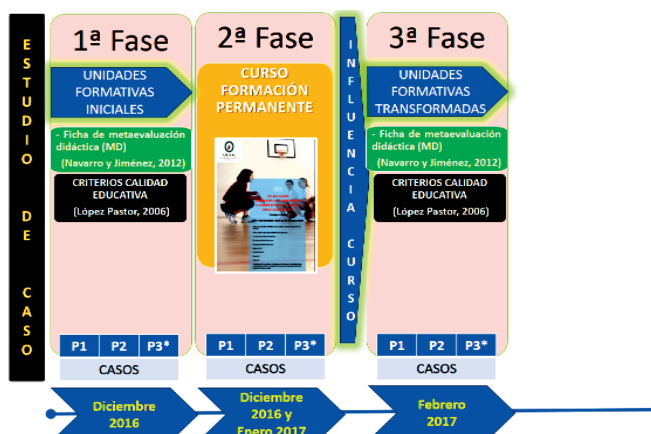 ESTUDIO DE CASO
1ª Fase
UNIDADES
FORMATIVAS
INICIALES
- Ficha de metaevaluación
didáctica (MD)
(Navarro y Jiménez, 2012)
CRITERIOS CALIDAD
EDUCATIVA
(López Pastor, 2006)
P1 P2 P3*
CASOS
Diciembre
2016
2ª Fase
CURSO
FORMACIÓN
PERMANENTE
P1 P2 P3*
CASOS
Diciembre
2016 y
Enero 2017
INFLUENCIA CURSO
3ª Fase
UNIDADES
FORMATIVAS
TRANSFORMADAS
- Ficha de metaevaluación
didáctica (MD)
(Navarro y Jiménez, 2012)
CRITERIOS CALIDAD
EDUCATIVA
(López Pastor, 2006)
P1 P2 P3*
CASOS
Febrero
2017